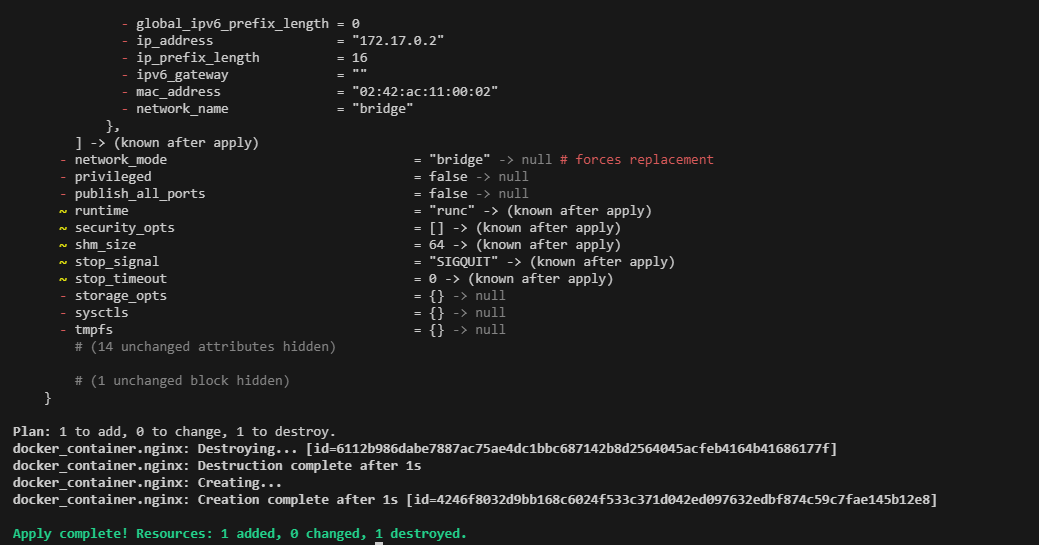 - global_ipv6_prefix_length = 0
- ip_address = "172.17.0.2"
- ip_prefix_length = 16
- ipv6_gateway = ""
- mac_address = "02:42:ac:11:00:02"
- network_name = "bridge"
},
] -> (known after apply)
- network_mode = "bridge" -> null # forces replacement
- privileged = false -> null
- publish_all_ports = false -> null
~ runtime = "runc" -> (known after apply)
~ security_opts = [] -> (known after apply)
~ shm_size = 64 -> (known after apply)
~ stop_signal = "SIGQUIT" -> (known after apply)
~ stop_timeout = 0 -> (known after apply)
- storage_opts = {} -> null
- sysctls = {} -> null
- tmpfs = {} -> null
# (14 unchanged attributes hidden)
# (1 unchanged block hidden)
}
Plan: 1 to add, 0 to change, 1 to destroy.
docker_container.nginx: Destroying... [id=6112b986dabe7887ac75ae4dc1bbc687142b8d2564045acfeb4164b41686177f]
docker_container.nginx: Destruction complete after 1s
docker_container.nginx: Creating...
docker_container.nginx: Creation complete after 1s [id=4246f8032d9bb168c6024f533c371d042ed097632edbf874c59c7fae145b12e8]
Apply complete! Resources: 1 added, 0 changed, 1 destroyed.